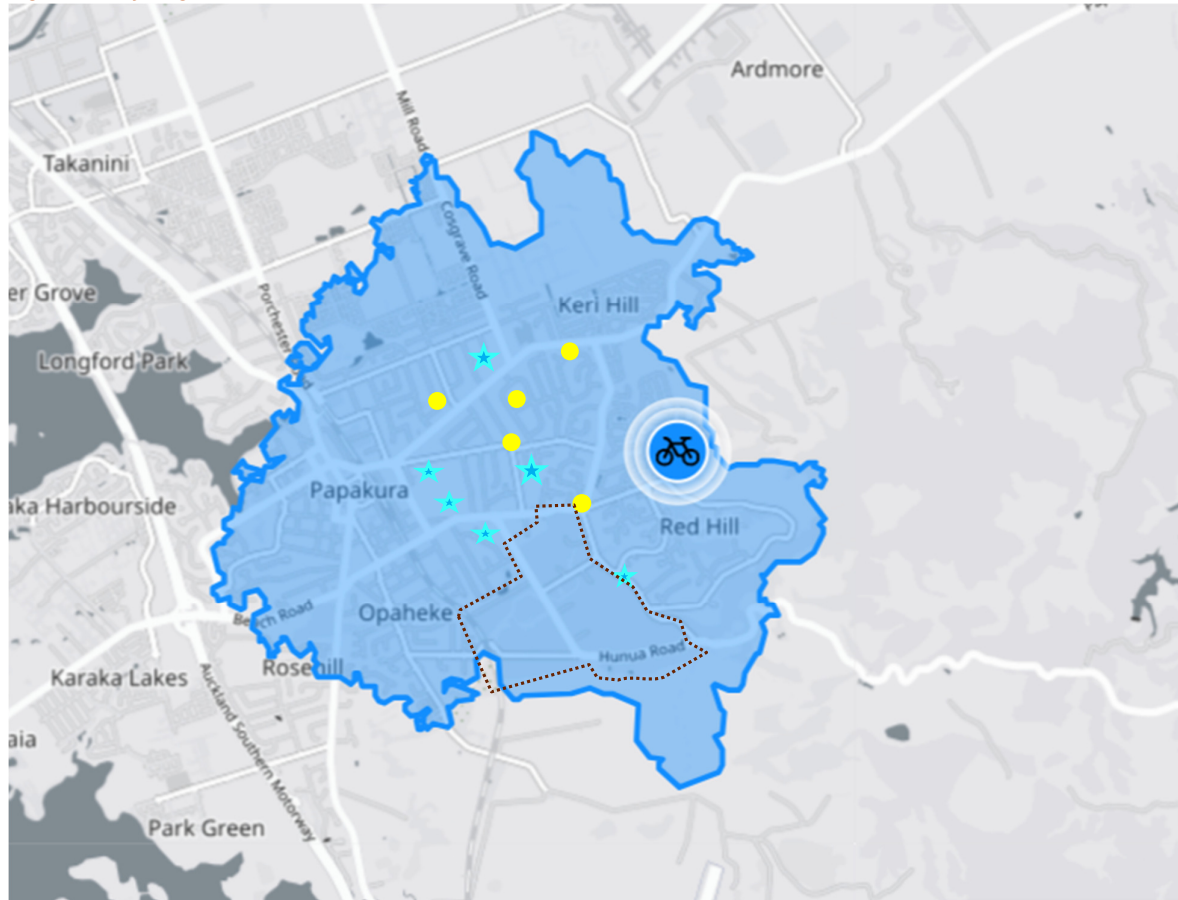 Ardmore
Mill Road
Takanini
Cosgrave Road
er Grove
Keri Hill
Porchester
Longford Park
Papakura
aka Harbourside
Red Hill
Opaheke
Beach Road
Hunua Road
Rosehill
Karaka Lakes
Auckland Southern Motorway
aia
Park Green